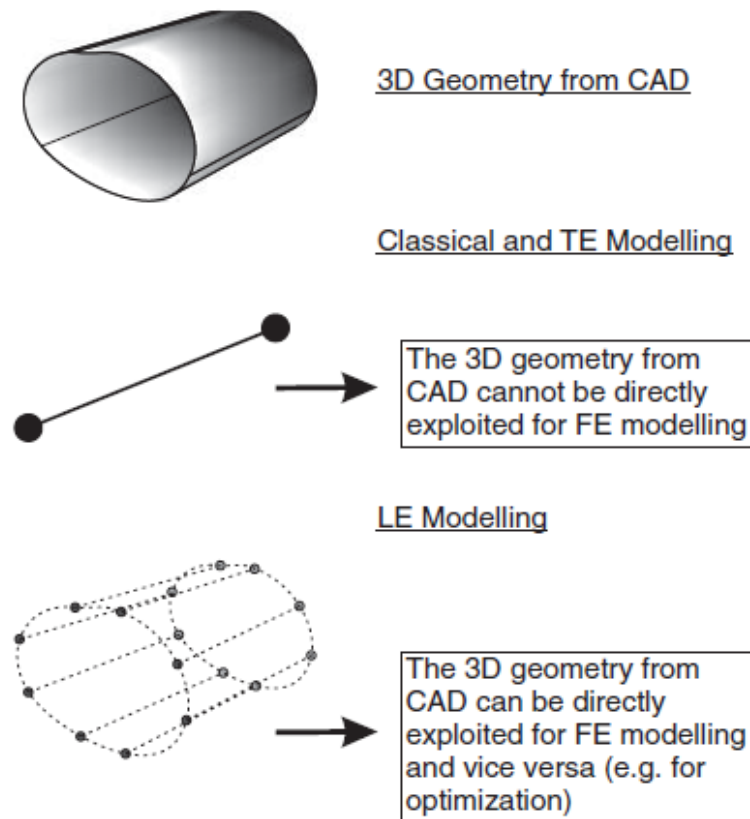 3D Geometry from CAD
Classical and TE Modelling
The 3D geometry from
CAD cannot be directly
exploited for FE modelling
LE Modelling
The 3D geometry from
CAD can be directly
exploited for FE modelling
and vice versa (e.g. for
optimization)